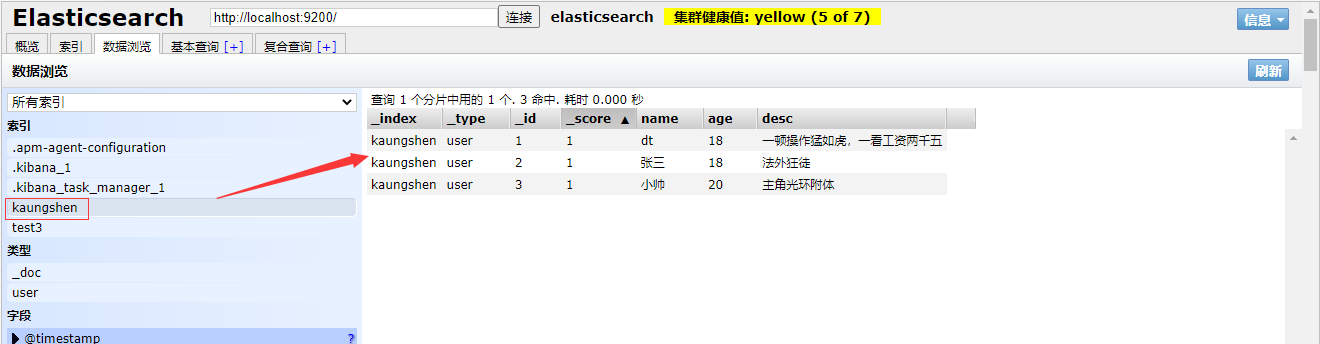 Elasticsearch http://localhost:9200/ 连接 elasticsearch 集群健康值: yellow (5 of 7) 信息
概览 索引 数据浏览 基本查询 [+] 复合查询 [+]
数据浏览 刷新
所有索引
索引
.apm-agent-configuration
.kibana_1
.kibana_task_manager_1
kaungshen
test3
类型
_doc
user
字段
@timestamp ?
查询 1 个分片中用的 1 个. 3 命中. 耗时 0.000 秒
_index _type _id _score ▲ name age desc
kaungshen user 1 1 dt 18 一顿操作猛如虎，一看工资两千五
kaungshen user 2 1 张三 18 法外狂徒
kaungshen user 3 1 小帅 20 主角光环附体